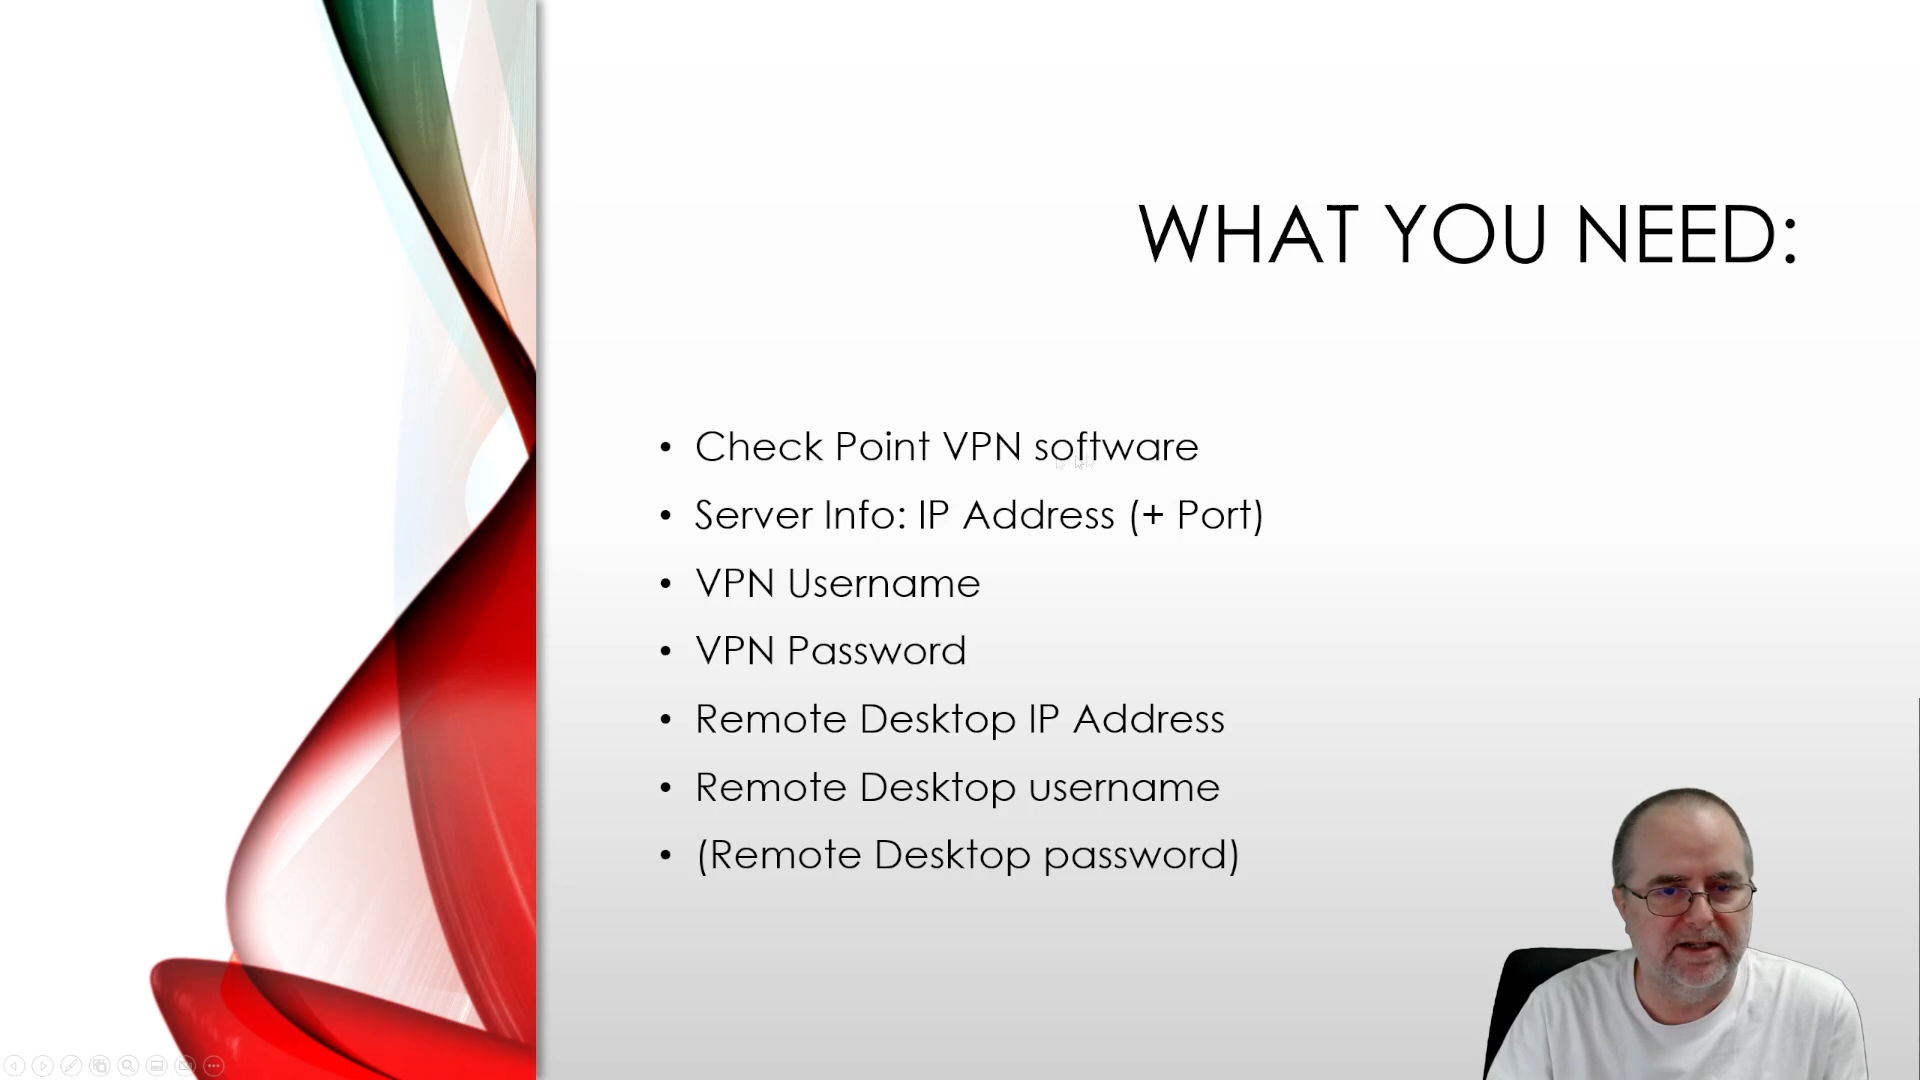 WHAT YOU NEED:
• Check Point VPN software
• Server Info: IP Address (+ Port)
• VPN Username
• VPN Password
• Remote Desktop IP Address
• Remote Desktop username
• (Remote Desktop password)